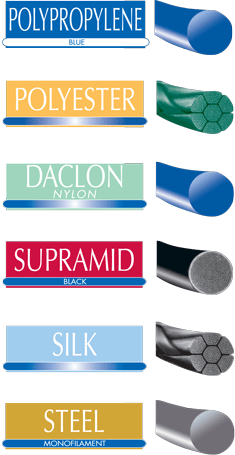 POLYPROPYLENE
BLUE
POLYESTER
DACLON
NYLON
SUPRAMID
BLACK
SILK
STEEL
MONOFILAMENT